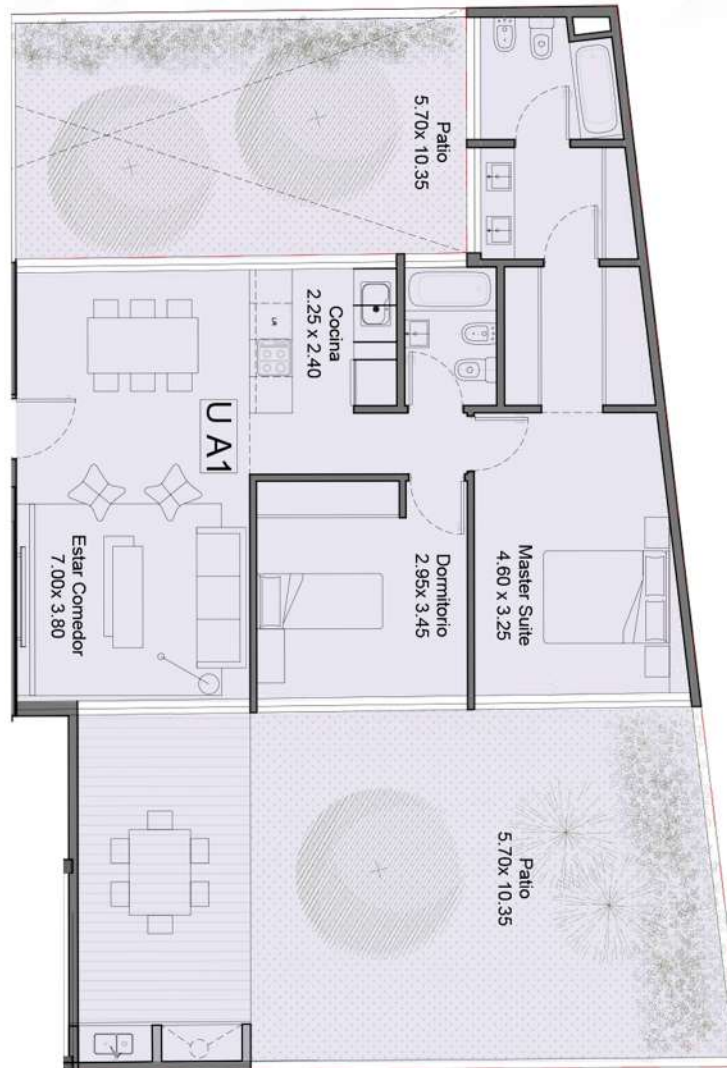 Patio
5.70x 10.35
Cocina
2.25 x 2.40
LR
U A1
Estar Comedor
7.00x 3.80
Dormitorio
2.95x 3.45
Master Suite
4.60 x 3.25
Patio
5.70x 10.35